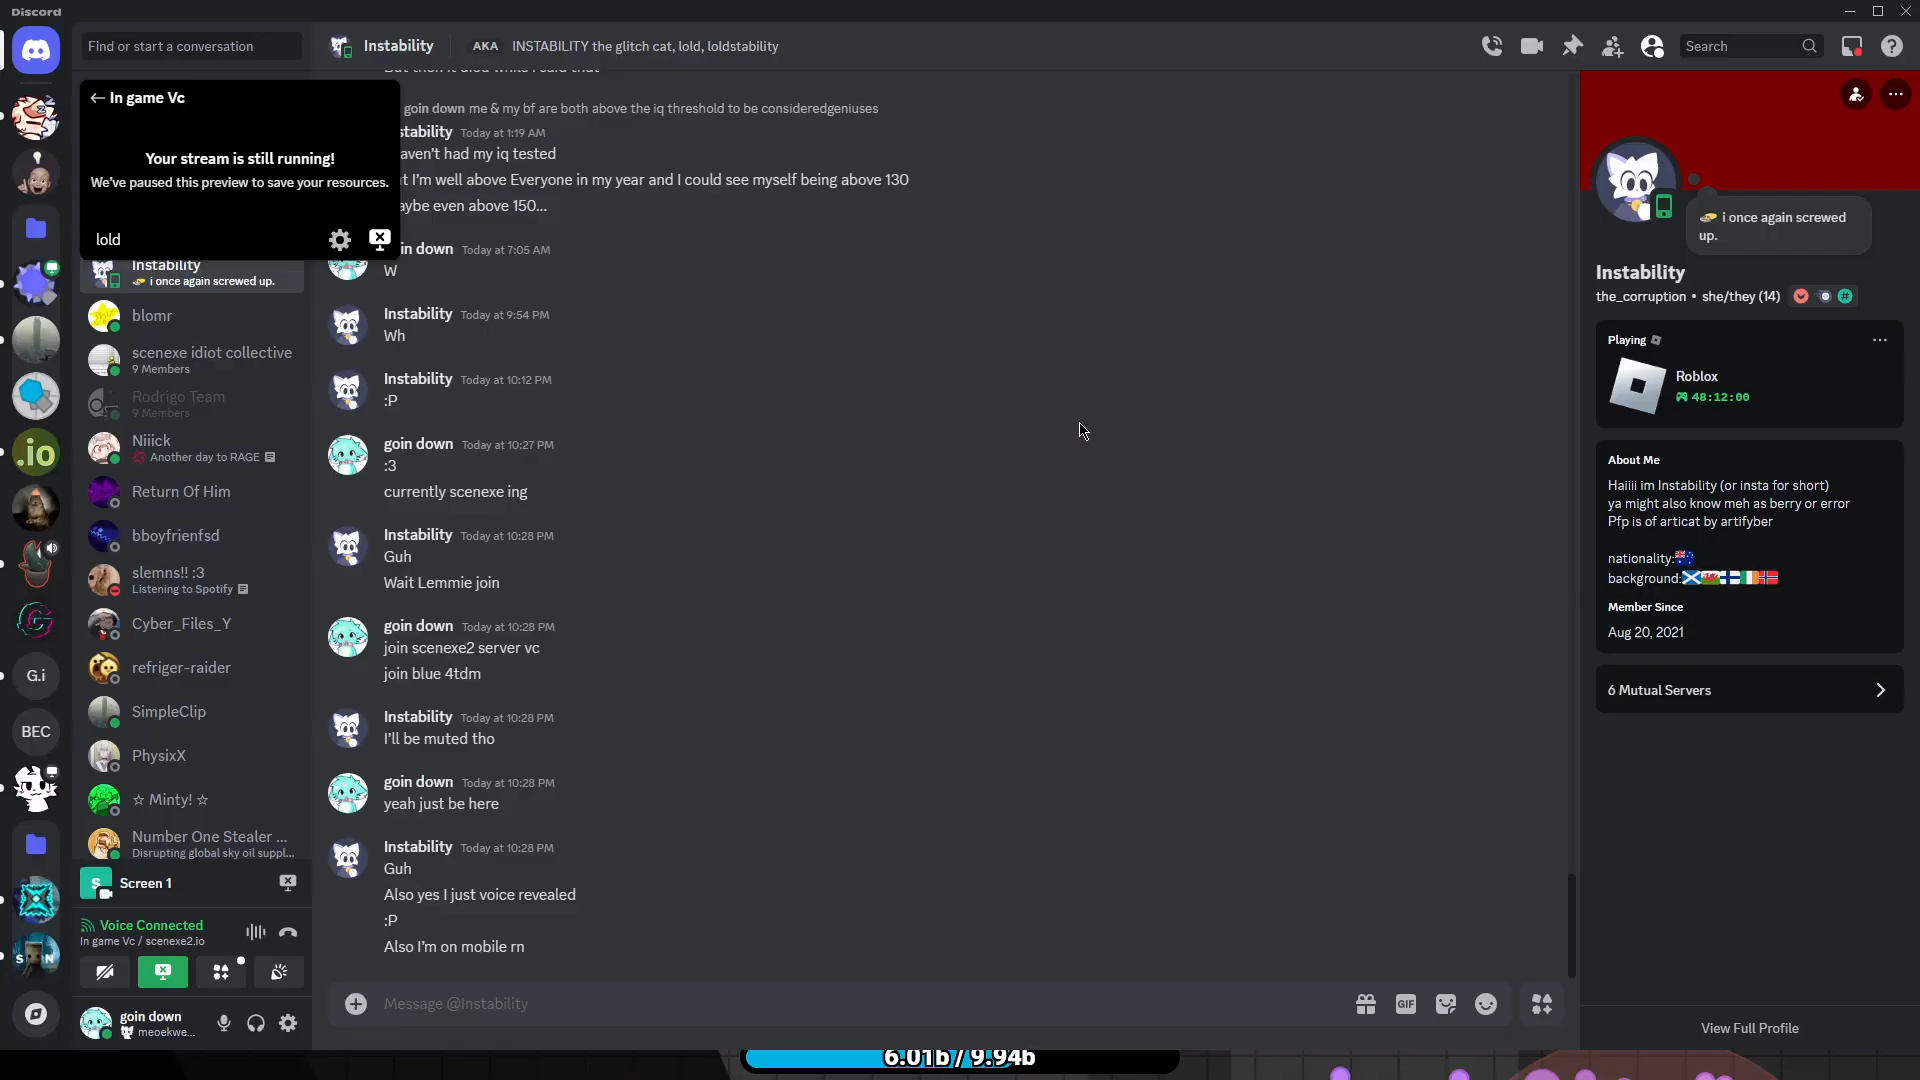 Discord
Find or start a conversation
Instability
AKA
INSTABILITY the glitch cat, lold, loldstability
Search
In game Vc
Your stream is still running!
We've paused this preview to save your resources.
lold
Instability
i once again screwed up.
blomr
scenexe idiot collective
9 Members
Rodrigo Team
9 Members
Niiick
Another day to RAGE
Return Of Him
bboyfrienfsd
slemns!! :3
Listening to Spotify
Cyber_Files_Y
refriger-raider
SimpleClip
PhysixX
☆ Minty! ☆
Number One Stealer ...
Disrupting global sky oil suppl...
.io
G.i
BEC
S N
S
Screen 1
Voice Connected
In game Vc / scenexe2.io
goin down
meoekwe...
goin down me & my bf are both above the iq threshold to be consideredgeniuses
stability Today at 1:19 AM
aven't had my iq tested
t I'm well above Everyone in my year and I could see myself being above 130
aybe even above 150...
in down Today at 7:05 AM
W
Instability Today at 9:54 PM
Wh
Instability Today at 10:12 PM
:P
goin down Today at 10:27 PM
:3
currently scenexe ing
Instability Today at 10:28 PM
Guh
Wait Lemmie join
goin down Today at 10:28 PM
join scenexe2 server vc
join blue 4tdm
Instability Today at 10:28 PM
I'll be muted tho
goin down Today at 10:28 PM
yeah just be here
Instability Today at 10:28 PM
Guh
Also yes I just voice revealed
:P
Also I'm on mobile rn
Message @Instability
GIF
i once again screwed
up.
Instability
the_corruption • she/they (14)
Playing
Roblox
48:12:00
About Me
Haiiii im Instability (or insta for short)
ya might also know meh as berry or error
Pfp is of articat by artifyber
nationality:
background:
Member Since
Aug 20, 2021
6 Mutual Servers
View Full Profile
6.01b / 9.94b